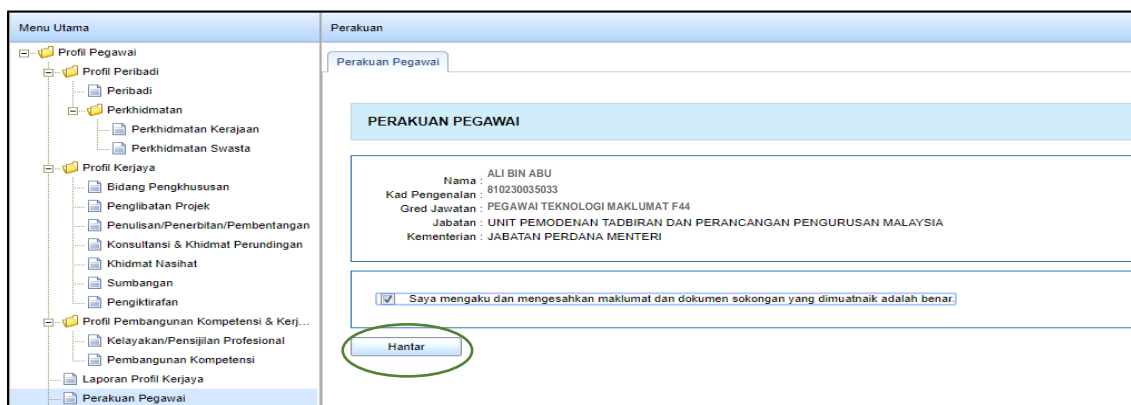 Menu Utama
Profil Pegawai
Profil Peribadi
Peribadi
Perkhidmatan
Perkhidmatan Kerajaan
Perkhidmatan Swasta
Profil Kerjaya
Bidang Pengkhususan
Penglibatan Projek
Penulisan/Penerbitan/Pembentangan
Konsultansi & Khidmat Perundingan
Khidmat Nasihat
Sumbangan
Pengiktirafan
Profil Pembangunan Kompetensi & Kerj...
Kelayakan/Pensijilan Profesional
Pembangunan Kompetensi
Laporan Profil Kerjaya
Perakuan Pegawai
Perakuan
Perakuan Pegawai
PERAKUAN PEGAWAI
Nama : ALI BIN ABU
Kad Pengenalan : 810230035033
Gred Jawatan : PEGAWAI TEKNOLOGI MAKLUMAT F44
Jabatan : UNIT PEMODENAN TADBIRAN DAN PERANCANGAN PENGURUSAN MALAYSIA
Kementerian : JABATAN PERDANA MENTERI
Saya mengaku dan mengesahkan maklumat dan dokumen sokongan yang dimuatnaik adalah benar.
Hantar